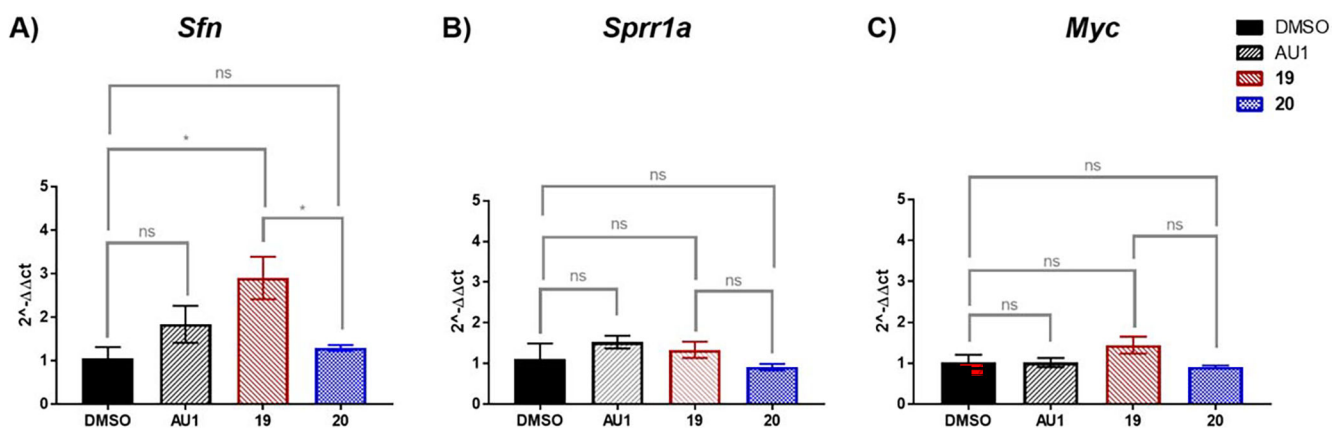 A) Sfn
B) Sprr1a
C) Myc
DMSO
AU1
19
20
ns
*
*
ns
5
4
3
2
1
0
2^-ΔΔct
DMSO AU1 19 20
ns
ns
ns
ns
5
4
3
2
1
0
2^-ΔΔct
DMSO AU1 19 20
ns
ns
ns
ns
5
4
3
2
1
0
2^-ΔΔct
DMSO AU1 19 20